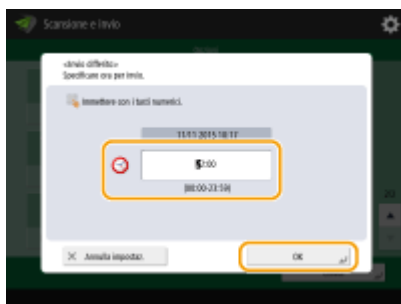 Scansione e Invio
<Invio differito>
Specificare ora per invio.
Immettere con i tasti numerici.
11/11 2015 18:17
(00:00-23:59)
Annulla impostaz.
OK